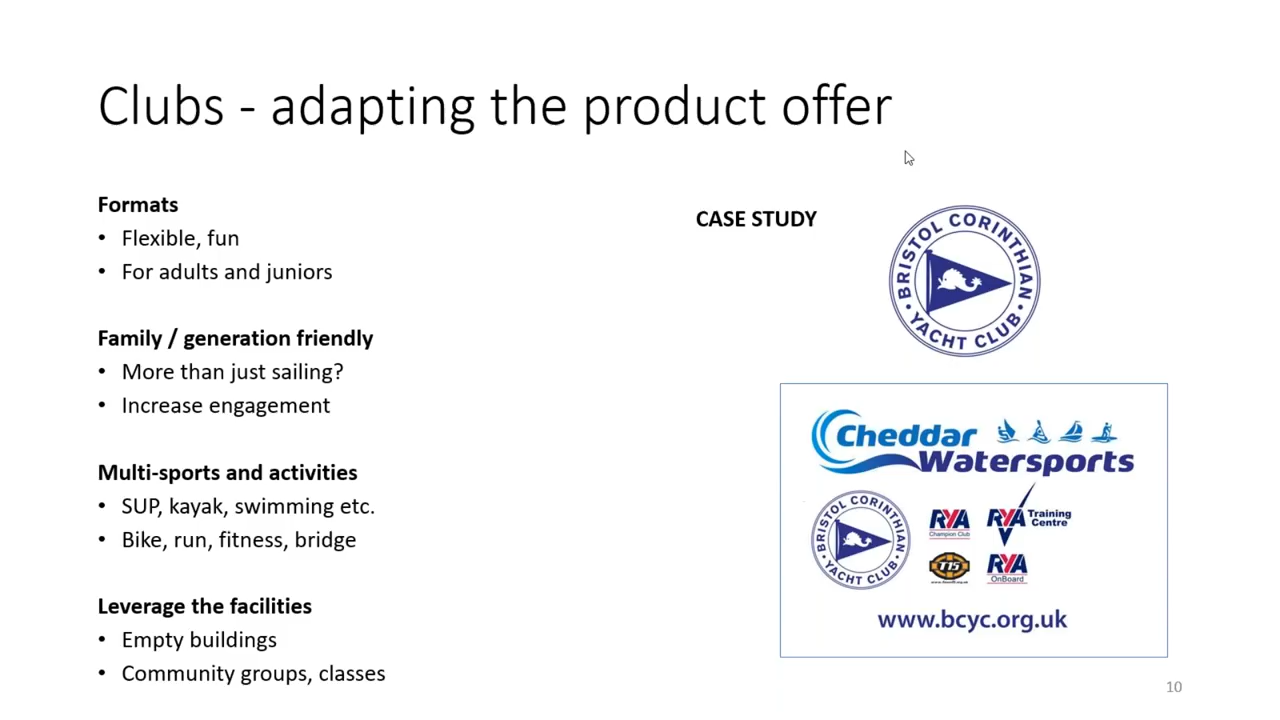 Clubs - adapting the product offer
Formats
• Flexible, fun
• For adults and juniors
Family / generation friendly
• More than just sailing?
• Increase engagement
Multi-sports and activities
• SUP, kayak, swimming etc.
• Bike, run, fitness, bridge
Leverage the facilities
• Empty buildings
• Community groups, classes
CASE STUDY
BRISTOL CORINTHIAN
· YACHT CLUB ·
Cheddar
Watersports
BRISTOL CORINTHIAN
· YACHT CLUB ·
RYA
Champion Club
RYA Training
Centre
T15
RYA
OnBoard
www.bcyc.org.uk
10